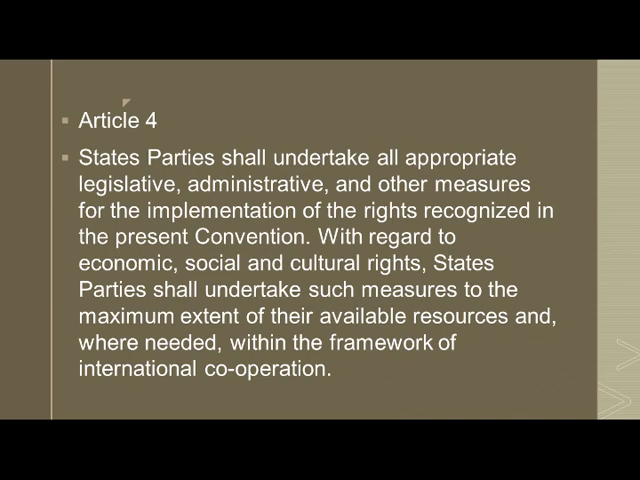 Article 4
States Parties shall undertake all appropriate
legislative, administrative, and other measures
for the implementation of the rights recognized in
the present Convention. With regard to
economic, social and cultural rights, States
Parties shall undertake such measures to the
maximum extent of their available resources and,
where needed, within the framework of
international co-operation.